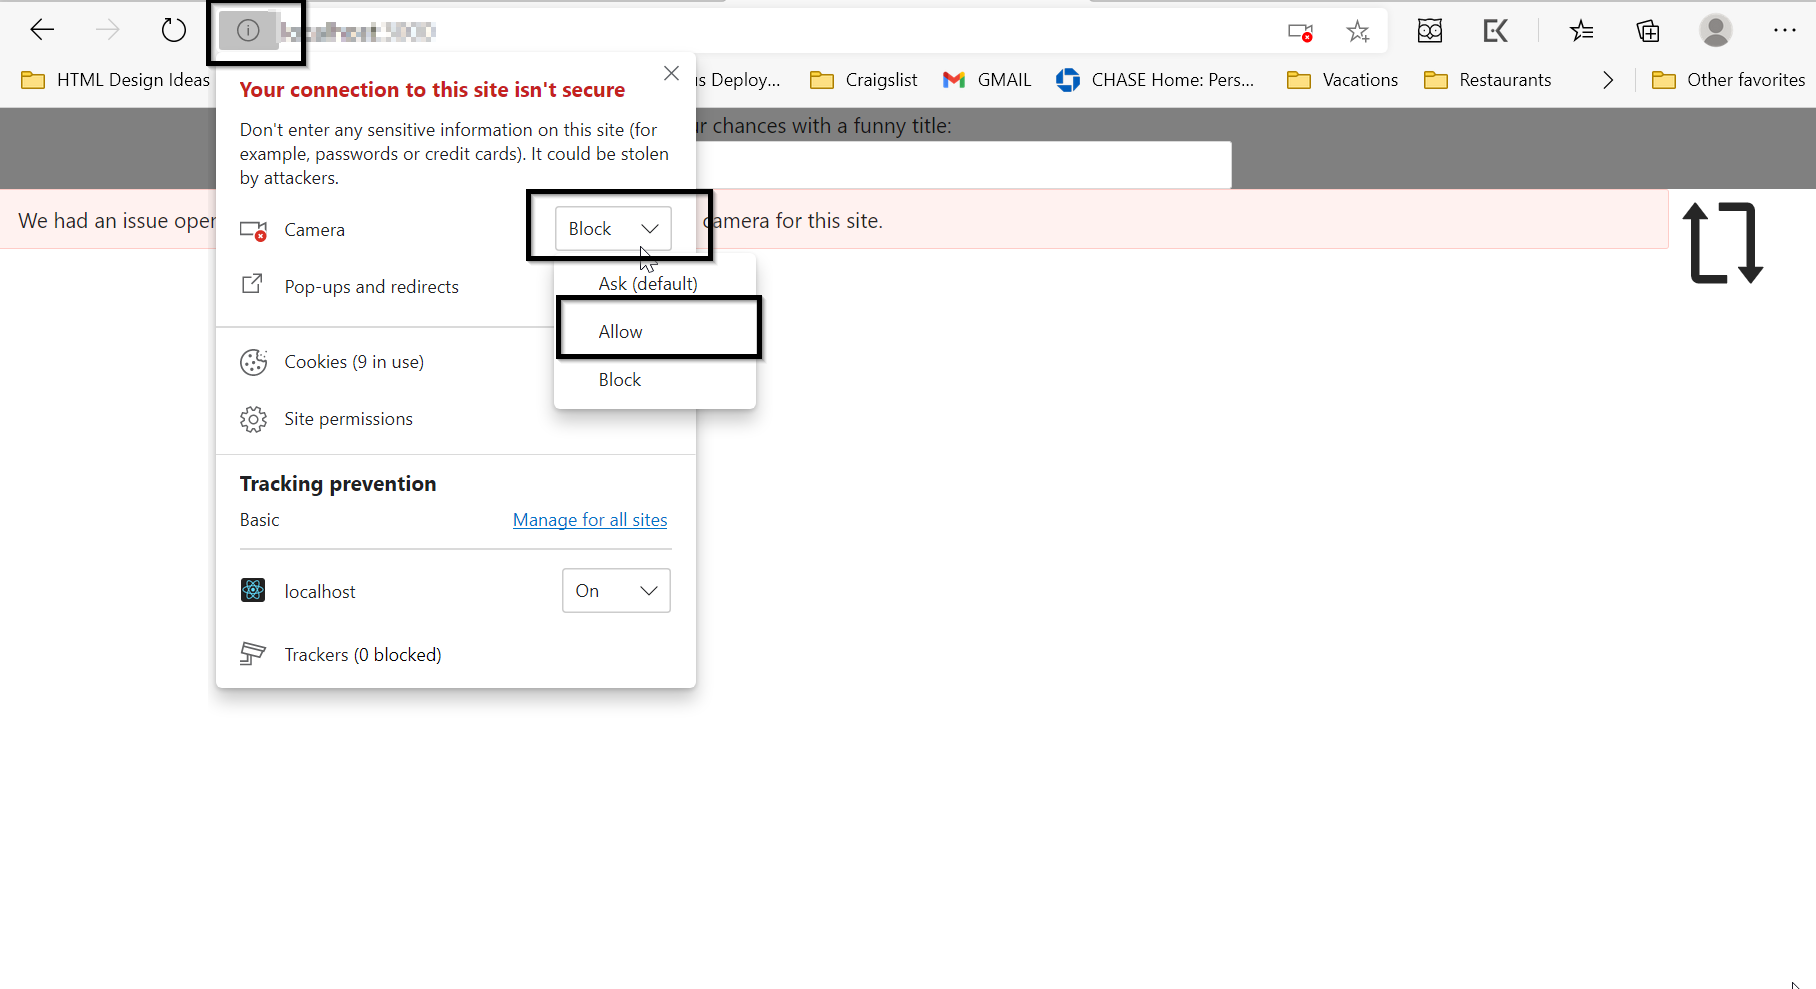 localhost:3000
HTML Design Ideas
us Deploy...
Craigslist
GMAIL
CHASE Home: Pers...
Vacations
Restaurants
Other favorites
Your connection to this site isn't secure
Don't enter any sensitive information on this site (for
example, passwords or credit cards). It could be stolen
by attackers.
r chances with a funny title:
We had an issue oper
camera for this site.
Camera
Block
Pop-ups and redirects
Ask (default)
Allow
Block
Cookies (9 in use)
Site permissions
Tracking prevention
Basic
Manage for all sites
localhost
On
Trackers (0 blocked)